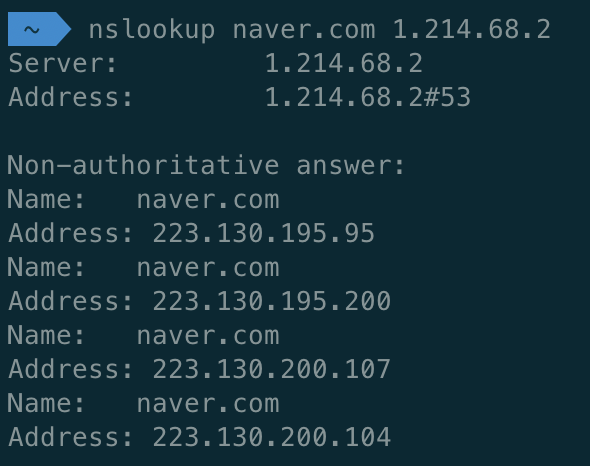 ~ nslookup naver.com 1.214.68.2
Server: 1.214.68.2
Address: 1.214.68.2#53
Non-authoritative answer:
Name: naver.com
Address: 223.130.195.95
Name: naver.com
Address: 223.130.195.200
Name: naver.com
Address: 223.130.200.107
Name: naver.com
Address: 223.130.200.104